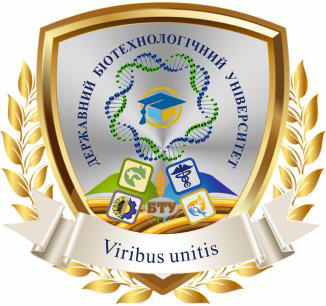 ДЕРЖАВНИЙ БІОТЕХНОЛОГІЧНИЙ УНІВЕРСИТЕТ
БТУ
Viribus unitis